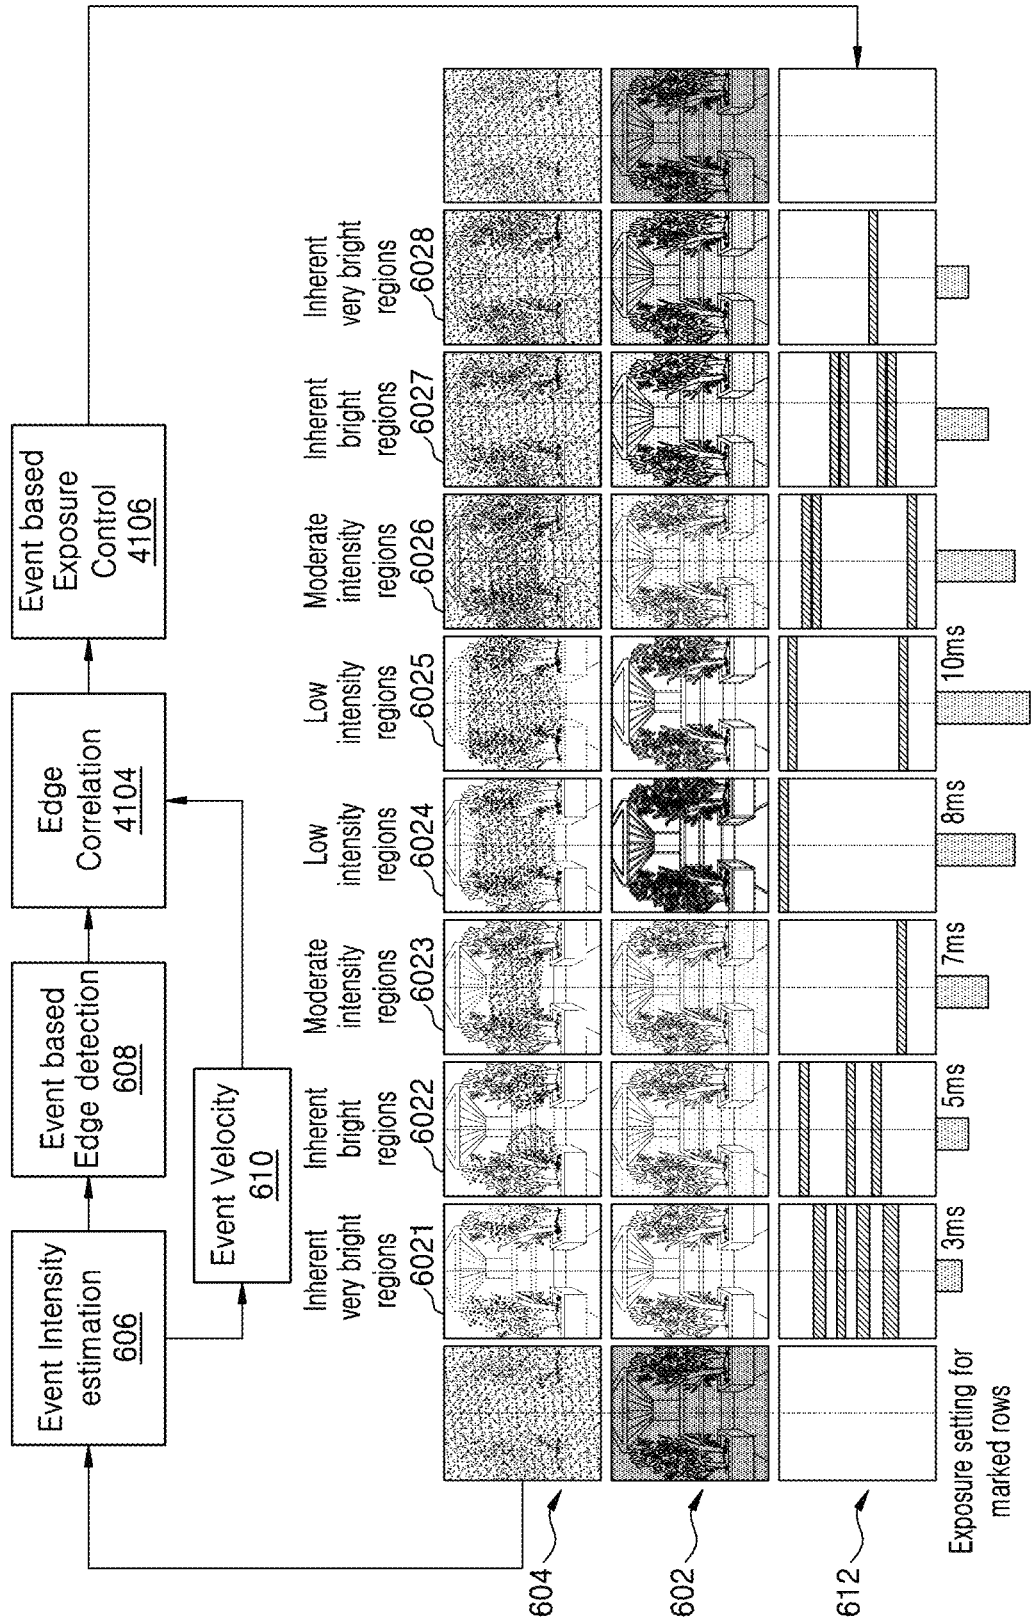 Event Intensity
estimation
606
Event based
Edge detection
608
Edge
Correlation
4104
Event based
Exposure
Control
4106
Event Velocity
610
Inherent
very bright
regions
6021
Inherent
bright
regions
6022
Moderate
intensity
regions
6023
Low
intensity
regions
6024
Low
intensity
regions
6025
Moderate
intensity
regions
6026
Inherent
bright
regions
6027
Inherent
very bright
regions
6028
604
602
612
Exposure setting for
marked rows
3ms
5ms
7ms
8ms
10ms